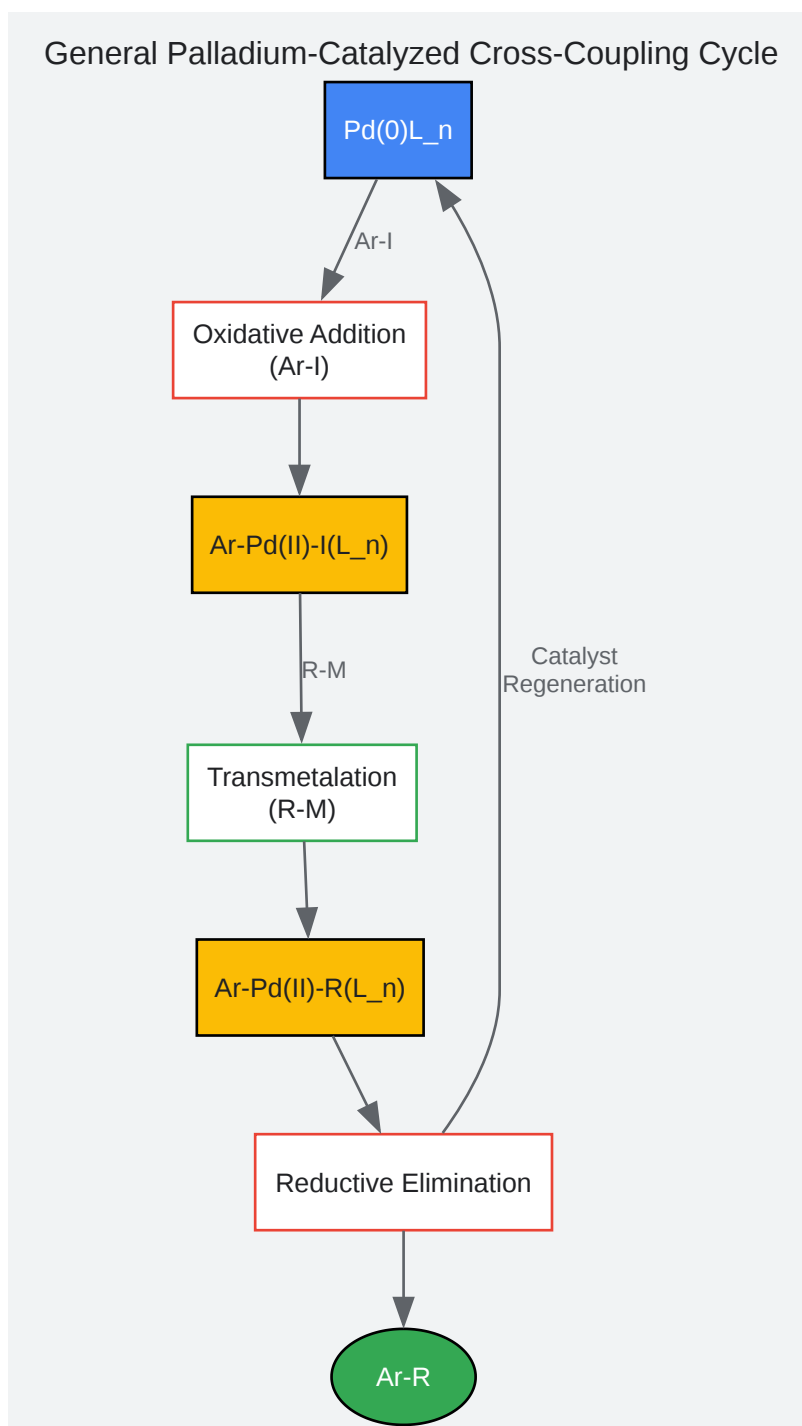 General Palladium-Catalyzed Cross-Coupling Cycle
Pd(0)L_n
Ar-I
Oxidative Addition
(Ar-I)
Ar-Pd(II)-I(L_n)
R-M
Catalyst
Regeneration
Transmetalation
(R-M)
Ar-Pd(II)-R(L_n)
Reductive Elimination
Ar-R